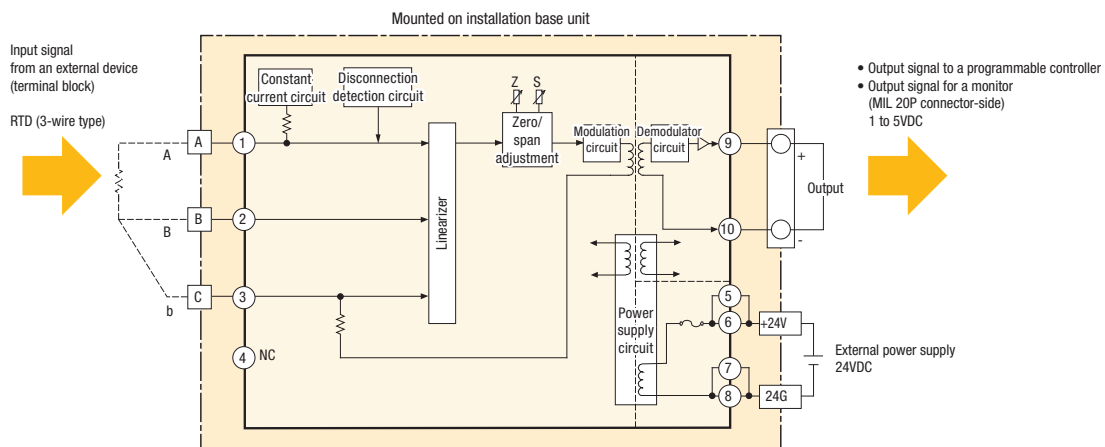 Mounted on installation base unit
Input signal
from an external device
(terminal block)
RTD (3-wire type)
A
B
b
A
B
C
1
2
3
4
NC
Constant
current circuit
Disconnection
detection circuit
Linearizer
Z
S
Zero/
span
adjustment
Modulation
circuit
Demodulator
circuit
Power
supply
circuit
9
10
5
6
7
8
+
Output
-
+24V
24G
External power supply
24VDC
• Output signal to a programmable controller
• Output signal for a monitor
(MIL 20P connector-side)
1 to 5VDC